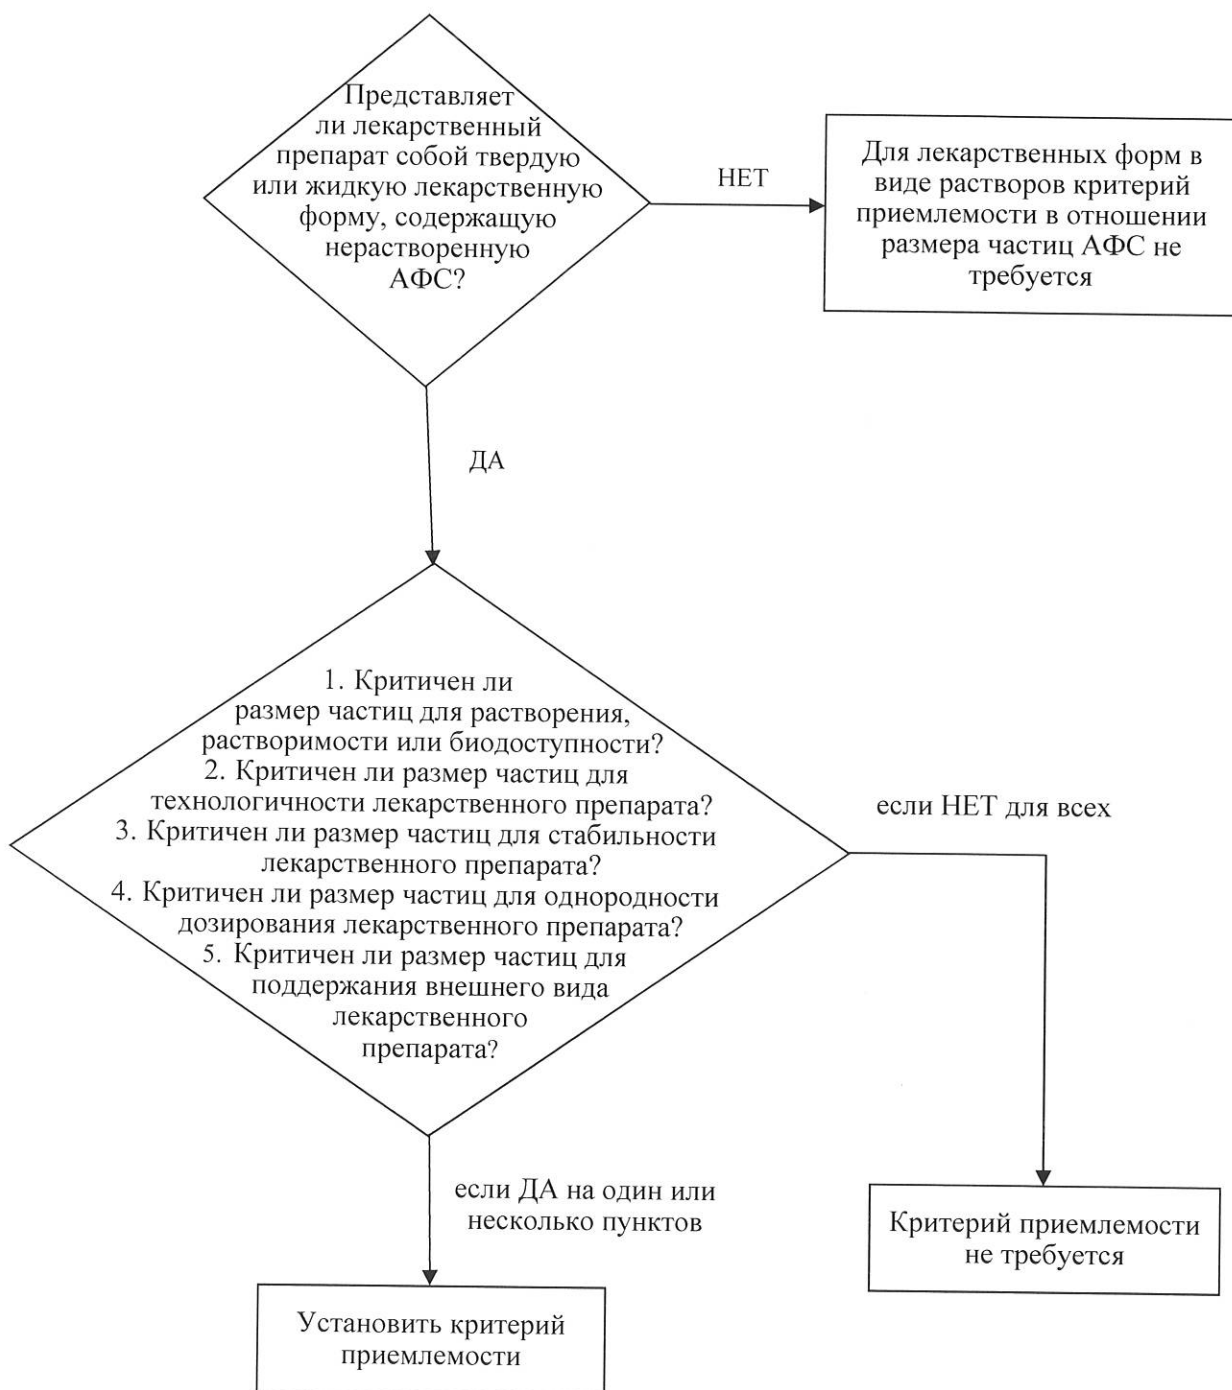 Представляет
ли лекарственный
препарат собой твердую
или жидкую лекарственную
форму, содержащую
нерастворенную
АФС?
НЕТ
Для лекарственных форм в
виде растворов критерий
приемлемости в отношении
размера частиц АФС не
требуется
ДА
1. Критичен ли
размер частиц для растворения,
растворимости или биодоступности?
2. Критичен ли размер частиц для
технологичности лекарственного препарата?
3. Критичен ли размер частиц для стабильности
лекарственного препарата?
4. Критичен ли размер частиц для однородности
дозирования лекарственного препарата?
5. Критичен ли размер частиц для
поддержания внешнего вида
лекарственного
препарата?
если НЕТ для всех
если ДА на один или
несколько пунктов
Критерий приемлемости
не требуется
Установить критерий
приемлемости